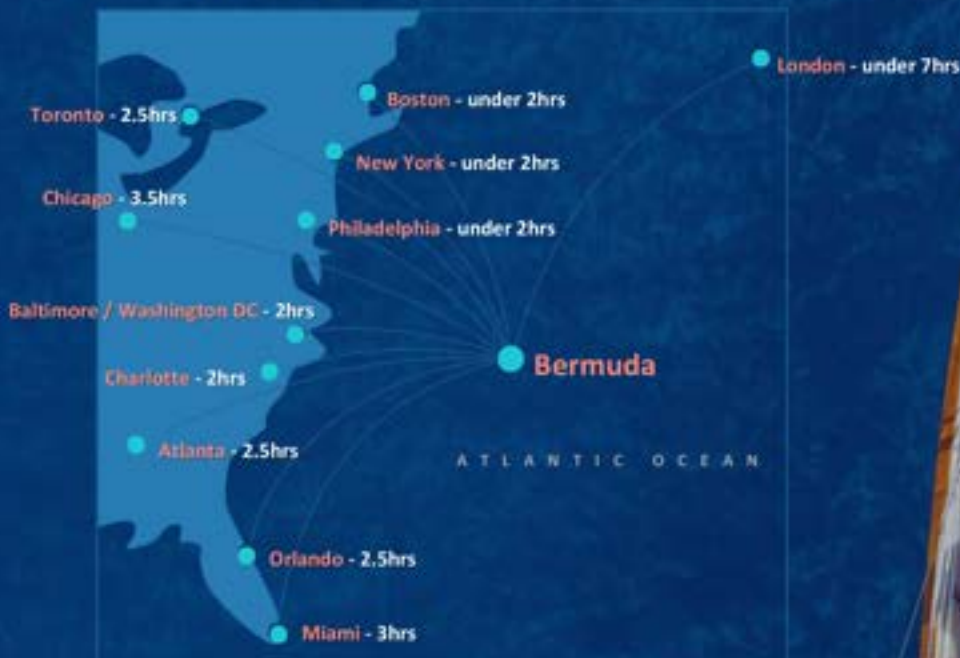 London - under 7hrs
Boston - under 2hrs
Toronto - 2.5hrs
New York - under 2hrs
Chicago - 3.5hrs
Philadelphia - under 2hrs
Baltimore / Washington DC - 2hrs
Bermuda
Charlotte - 2hrs
Atlanta - 2.5hrs
ATLANTIC OCEAN
Orlando - 2.5hrs
Miami - 3hrs